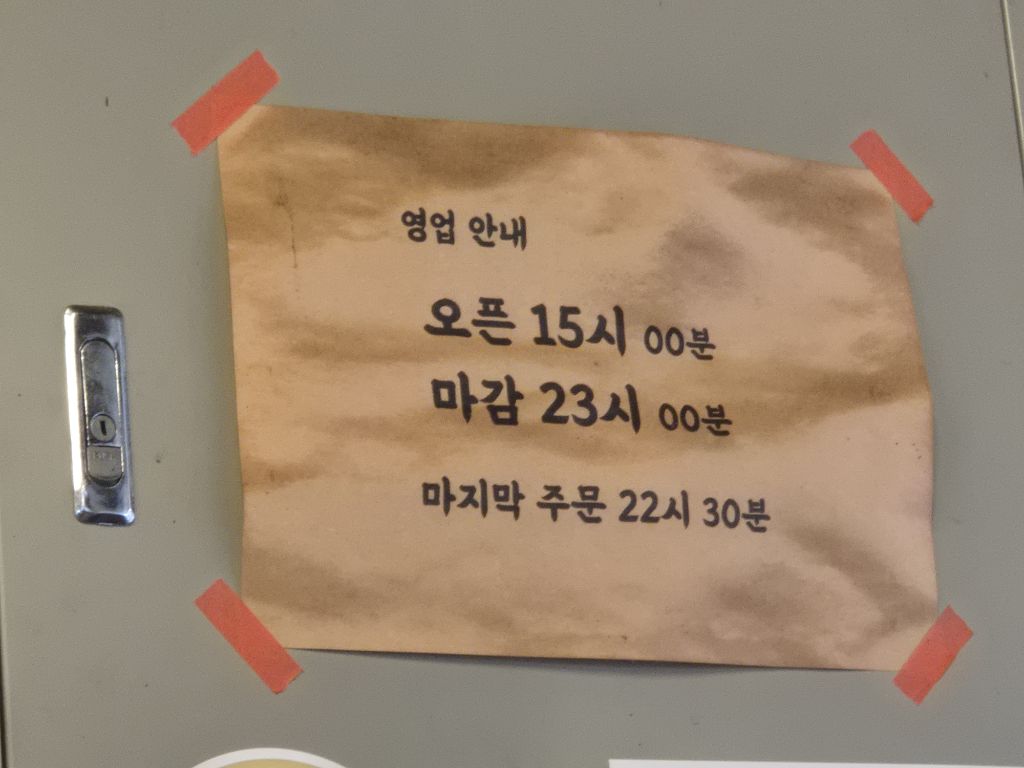 영업 안내
오픈 15시 00분
마감 23시 00분
마지막 주문 22시 30분